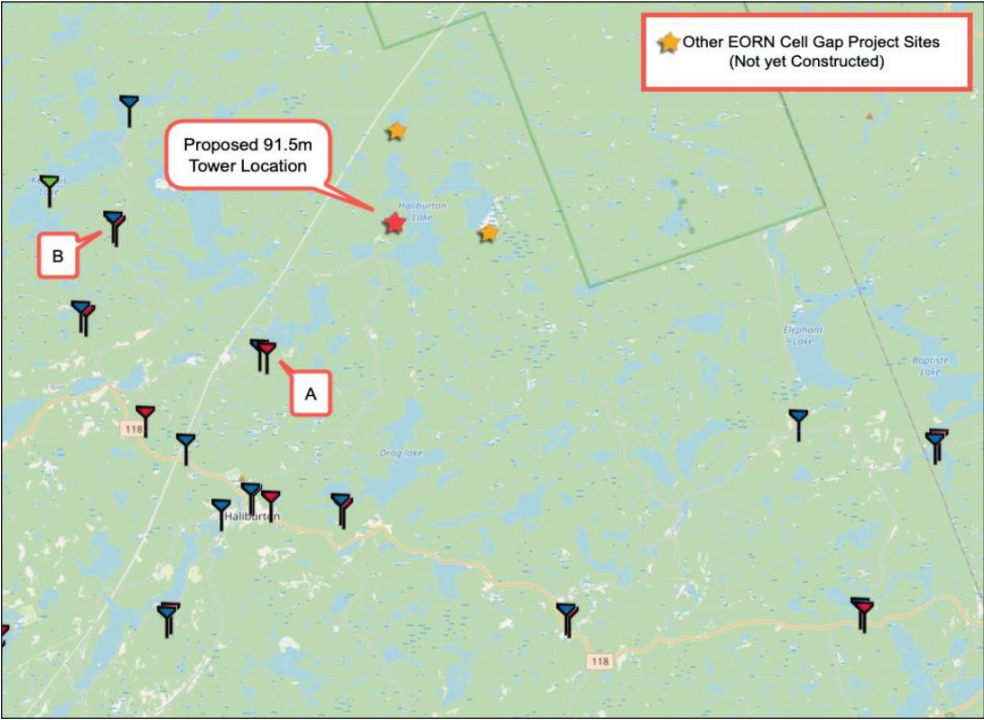 Other EORN Cell Gap Project Sites
(Not yet Constructed)
Proposed 91.5m
Tower Location
Haliburton
Lake
Lake
B
Elephant
Lake
Baptiste
Lake
A
118
Drag lake
Haliburton
118